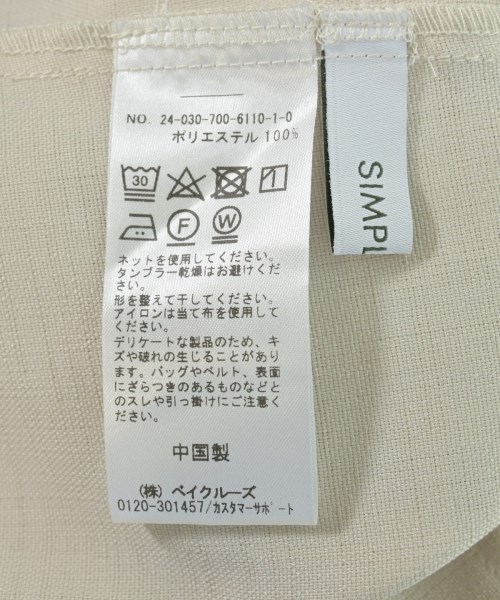 NO. 24-030-700-6110-1-0
ポリエステル 100%
30
F
W
ネットを使用してください。
タンブラー乾燥はお避けくださ
い。
形を整えて干してください。
アイロンは当て布を使用して
ください。
デリケートな製品のため、キ
ズや破れの生じることがあり
ます。バッグやベルト、表面
にざらつきのあるものなどと
のスレや引っ掛けにご注意く
ださい。
中国製
(株) ベイクルーズ
0120-301457/カスタマーサポート
SIMPL